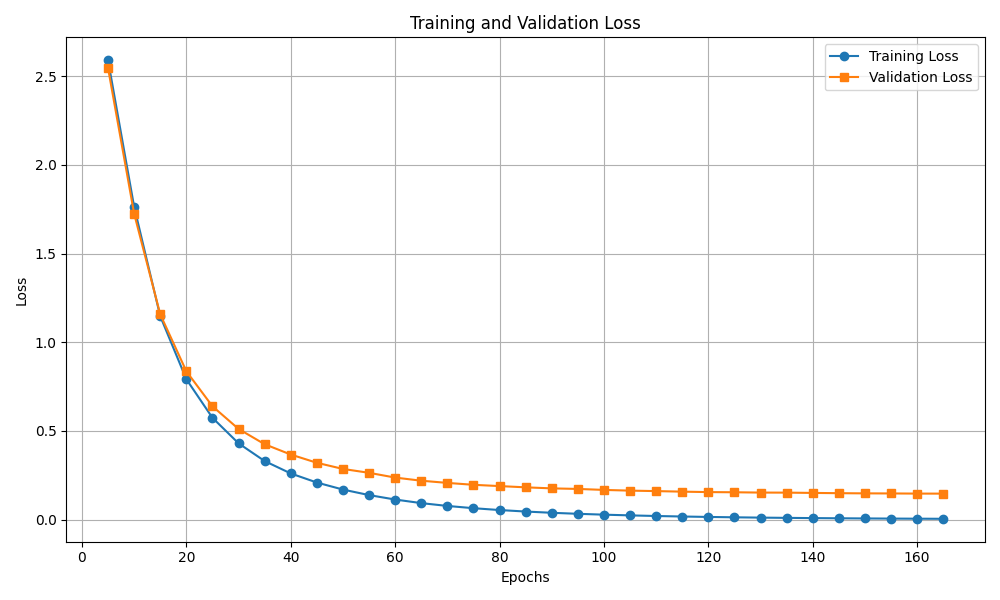 Training and Validation Loss
Training Loss
Validation Loss
2.5
2.0
1.5
1.0
0.5
0.0
Loss
0 20 40 60 80 100 120 140 160
Epochs